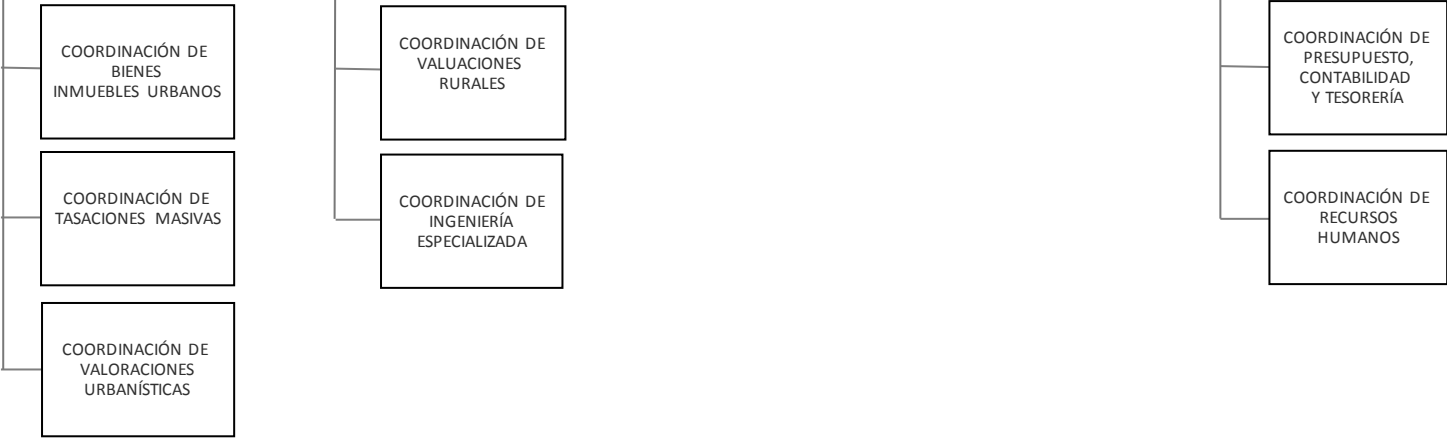 COORDINACIÓN DE
BIENES
INMUEBLES URBANOS
COORDINACIÓN DE
TASACIONES MASIVAS
COORDINACIÓN DE
VALORACIONES
URBANÍSTICAS
COORDINACIÓN DE
VALUACIONES
RURALES
COORDINACIÓN DE
INGENIERÍA
ESPECIALIZADA
COORDINACIÓN DE
PRESUPUESTO,
CONTABILIDAD
Y TESORERÍA
COORDINACIÓN DE
RECURSOS
HUMANOS